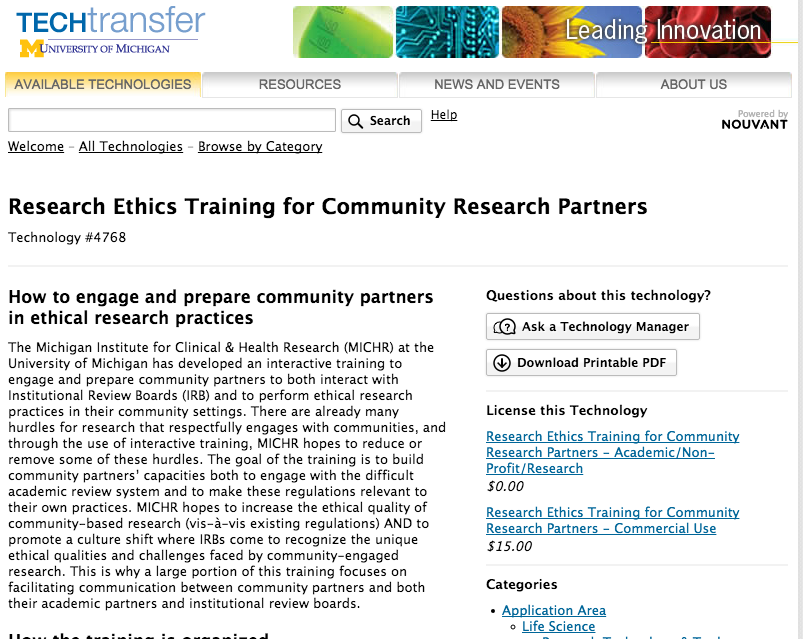 TECHtransfer
UNIVERSITY OF MICHIGAN
Leading Innovation
AVAILABLE TECHNOLOGIES
RESOURCES
NEWS AND EVENTS
ABOUT US
Search
Help
Powered by
NOUVANT
Welcome – All Technologies – Browse by Category
Research Ethics Training for Community Research Partners
Technology #4768
How to engage and prepare community partners
in ethical research practices
The Michigan Institute for Clinical & Health Research (MICHR) at the
University of Michigan has developed an interactive training to
engage and prepare community partners to both interact with
Institutional Review Boards (IRB) and to perform ethical research
practices in their community settings. There are already many
hurdles for research that respectfully engages with communities, and
through the use of interactive training, MICHR hopes to reduce or
remove some of these hurdles. The goal of the training is to build
community partners' capacities both to engage with the difficult
academic review system and to make these regulations relevant to
their own practices. MICHR hopes to increase the ethical quality of
community-based research (vis-à-vis existing regulations) AND to
promote a culture shift where IRBs come to recognize the unique
ethical qualities and challenges faced by community-engaged
research. This is why a large portion of this training focuses on
facilitating communication between community partners and both
their academic partners and institutional review boards.
How the training is organized
Questions about this technology?
Ask a Technology Manager
Download Printable PDF
License this Technology
Research Ethics Training for Community
Research Partners - Academic/Non-
Profit/Research
$0.00
Research Ethics Training for Community
Research Partners - Commercial Use
$15.00
Categories
• Application Area
Life Science